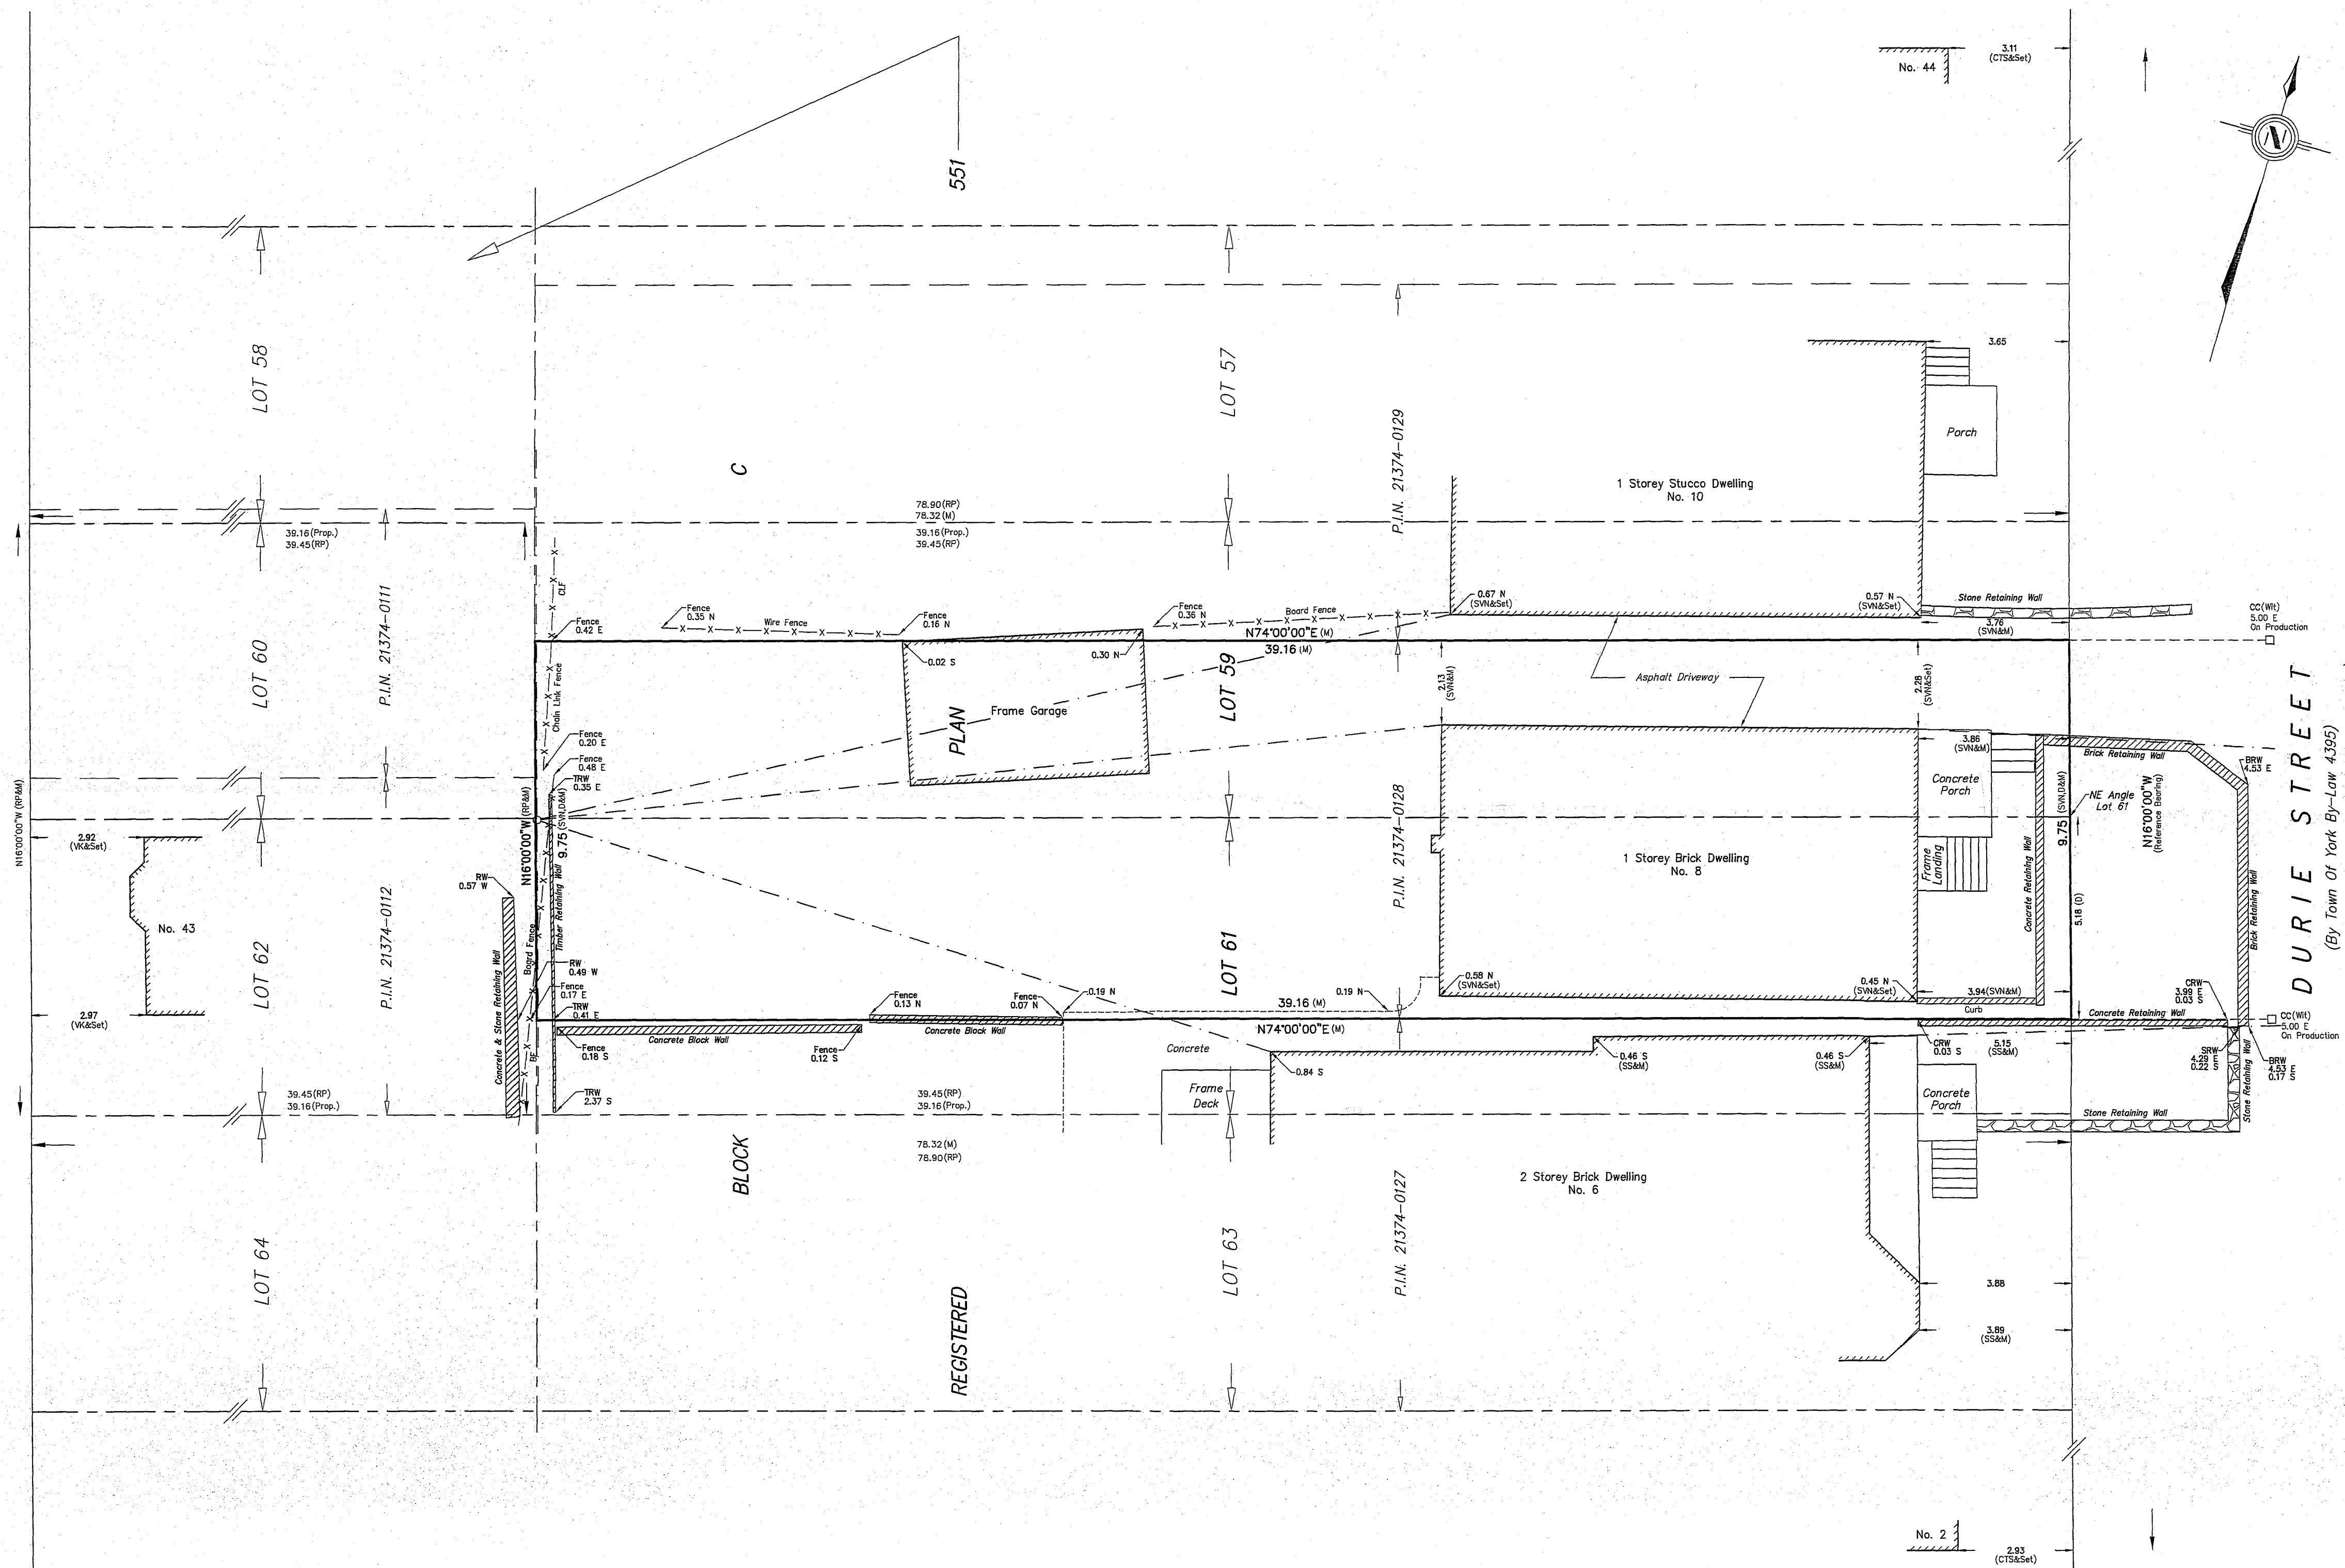 3.11
(CTS&Set)
No. 44
N
551
LOT 58
LOT 57
3.65
Porch
C
P.I.N. 21374-0129
1 Storey Stucco Dwelling
No. 10
78.90(RP)
78.32(M)
39.16(Prop.)
39.45(RP)
39.16(Prop.)
39.45(RP)
CLF
LOT 60
P.I.N. 21374-0111
Fence
0.42 E
Fence
0.35 N
Wire Fence
Fence
0.16 N
Fence
0.36 N
Board Fence
0.67 N
(SVN&Set)
0.57 N
(SVN&Set)
Stone Retaining Wall
3.76
(SVN&M)
CC(Wit)
5.00 E
On Production
N74°00'00"E (M)
39.16 (M)
0.02 S
0.30 N
Chain Link Fence
PLAN
Frame Garage
LOT 59
2.13
(SVN&M)
Asphalt Driveway
2.28
(SVN&Set)
Fence
0.20 E
Fence
0.48 E
TRW
0.35 E
3.86
(SVN&M)
Concrete
Porch
Brick Retaining Wall
BRW
4.53 E
NE Angle
Lot 61
N16°00'00"W
(Reference Bearing)
9.75 (SVN,D&M)
DURIE STREET
(By Town Of York By-Law 4395)
N16°00'00"W (RP&M)
2.92
(VK&Set)
N16°00'00"W (RP&M)
9.75 (SVN,D&M)
Timber Retaining Wall
P.I.N. 21374-0128
1 Storey Brick Dwelling
No. 8
Frame
Landing
Concrete Retaining Wall
5.18 (D)
Brick Retaining Wall
RW
0.57 W
No. 43
LOT 62
P.I.N. 21374-0112
Concrete & Stone Retaining Wall
Board Fence
RW
0.49 W
Fence
0.17 E
TRW
0.41 E
LOT 61
2.97
(VK&Set)
Fence
0.13 N
Fence
0.07 N
0.19 N
0.19 N
0.58 N
(SVN&Set)
0.45 N
(SVN&Set)
3.94(SVN&M)
Curb
CRW
3.99 E
0.03 S
Concrete Retaining Wall
CC(Wit)
5.00 E
On Production
39.16 (M)
N74°00'00"E (M)
Concrete Block Wall
Concrete Block Wall
Fence
0.18 S
Fence
0.12 S
BF
Concrete
0.84 S
0.46 S
(SS&M)
0.46 S
(SS&M)
CRW
0.03 S
5.15
(SS&M)
SRW
4.29 E
0.22 S
BRW
4.53 E
0.17 S
Stone Retaining Wall
Frame
Deck
Concrete
Porch
Stone Retaining Wall
TRW
2.37 S
39.45(RP)
39.16(Prop.)
39.45(RP)
39.16(Prop.)
78.32(M)
78.90(RP)
BLOCK
2 Storey Brick Dwelling
No. 6
P.I.N. 21374-0127
LOT 64
LOT 63
REGISTERED
3.88
3.89
(SS&M)
No. 2
2.93
(CTS&Set)